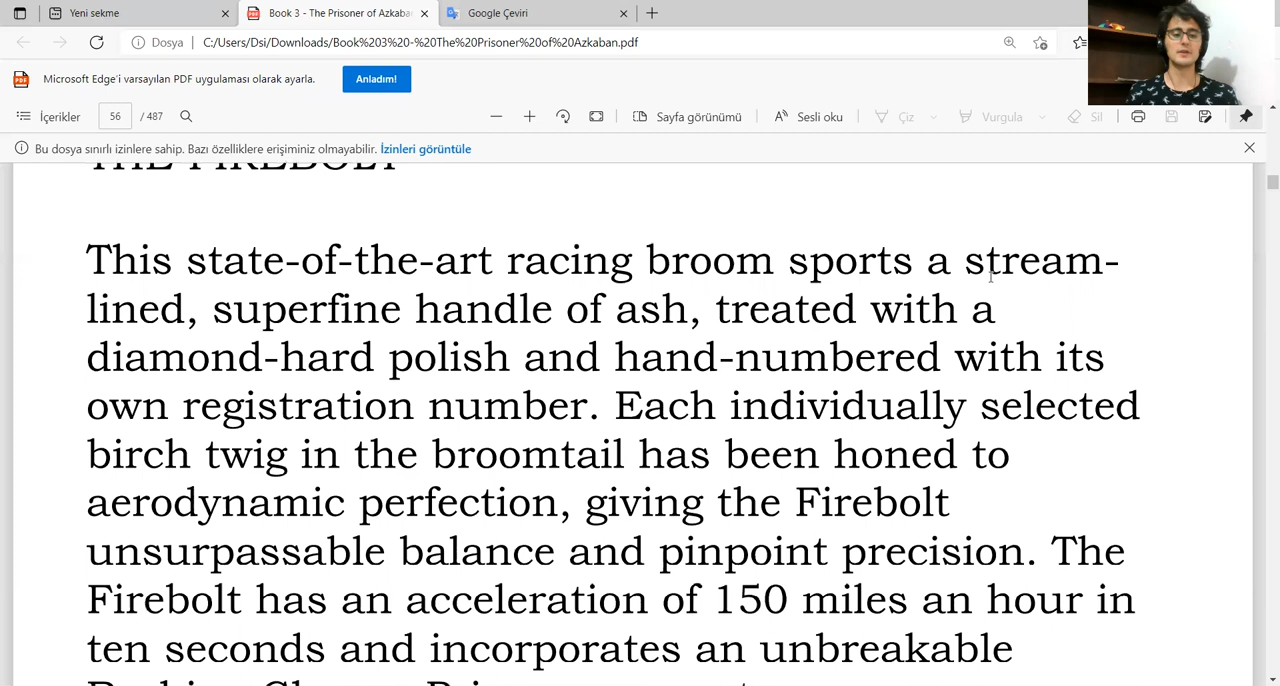 Yeni sekme
Book 3 - The Prisoner of Azkaban
Google Çeviri
Dosya
C:/Users/Dsi/Downloads/Book%203%20-%20The%20Prisoner%20of%20Azkaban.pdf
Microsoft Edge'i varsayılan PDF uygulaması olarak ayarla.
Anladım!
İçerikler
56 / 487
Sayfa görünümü
Sesli oku
Çiz
Vurgula
Sil
Bu dosya sınırlı izinlere sahip. Bazı özelliklere erişiminiz olmayabilir. İzinleri görüntüle
THE FIREBOLT
This state-of-the-art racing broom sports a stream-
lined, superfine handle of ash, treated with a
diamond-hard polish and hand-numbered with its
own registration number. Each individually selected
birch twig in the broomtail has been honed to
aerodynamic perfection, giving the Firebolt
unsurpassable balance and pinpoint precision. The
Firebolt has an acceleration of 150 miles an hour in
ten seconds and incorporates an unbreakable